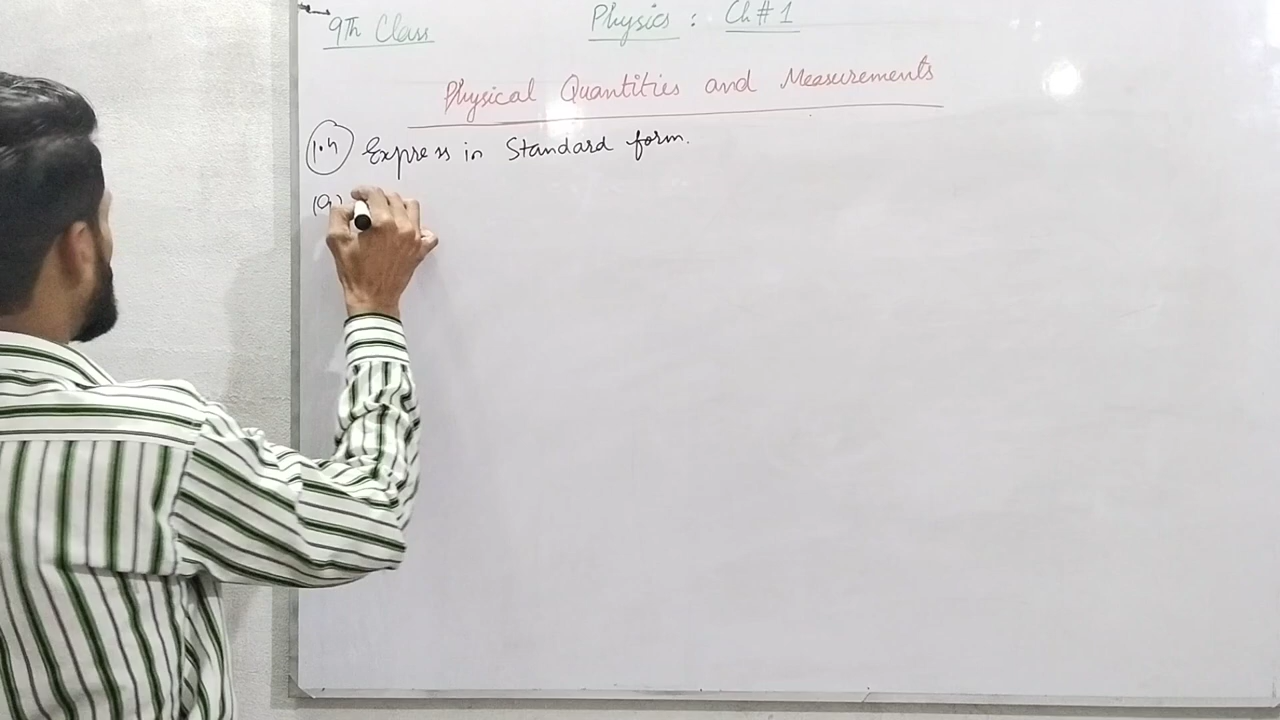 9Th Class Physics : Ch # 1
Physical Quantities and Measurements
1.4 Express in Standard form.
(a)